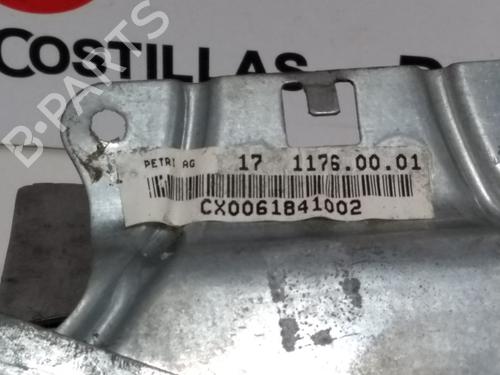 COSTILLAS
B-PARTS
PETRI AG 17 1176.00.01
CX0061841002